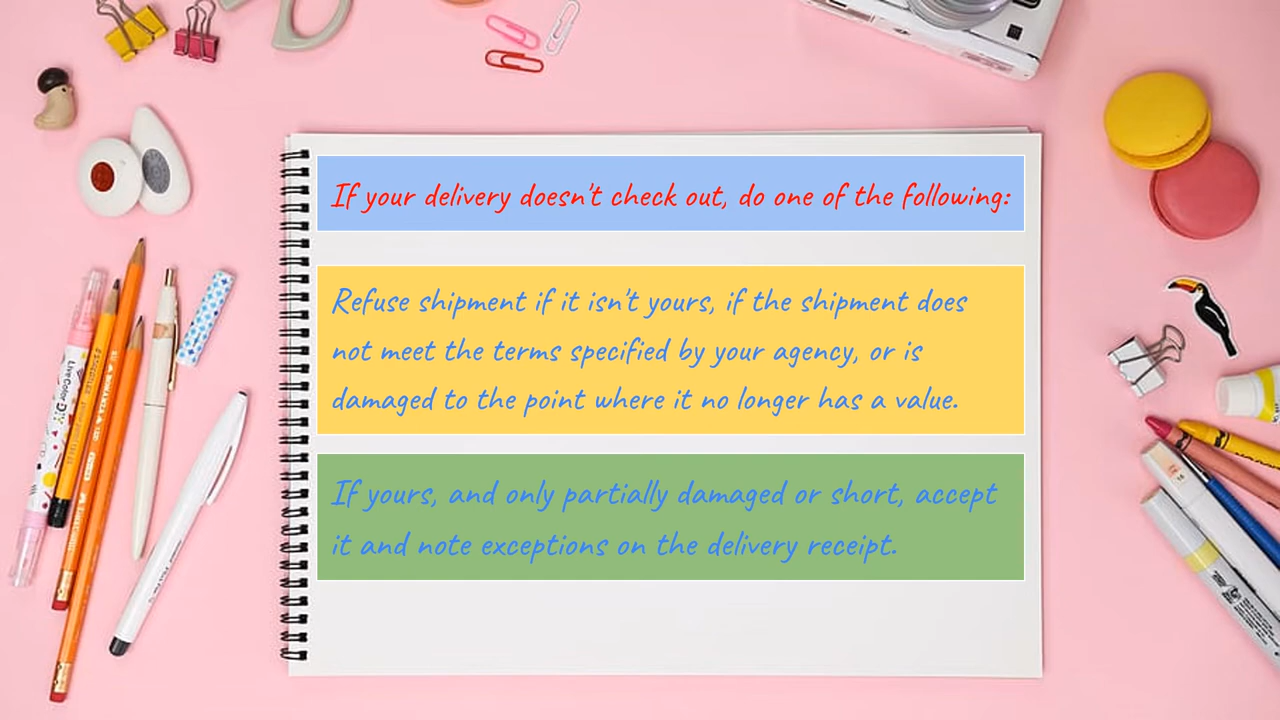 If your delivery doesn't check out, do one of the following:
Refuse shipment if it isn't yours, if the shipment does
not meet the terms specified by your agency, or is
damaged to the point where it no longer has a value.
If yours, and only partially damaged or short, accept
it and note exceptions on the delivery receipt.